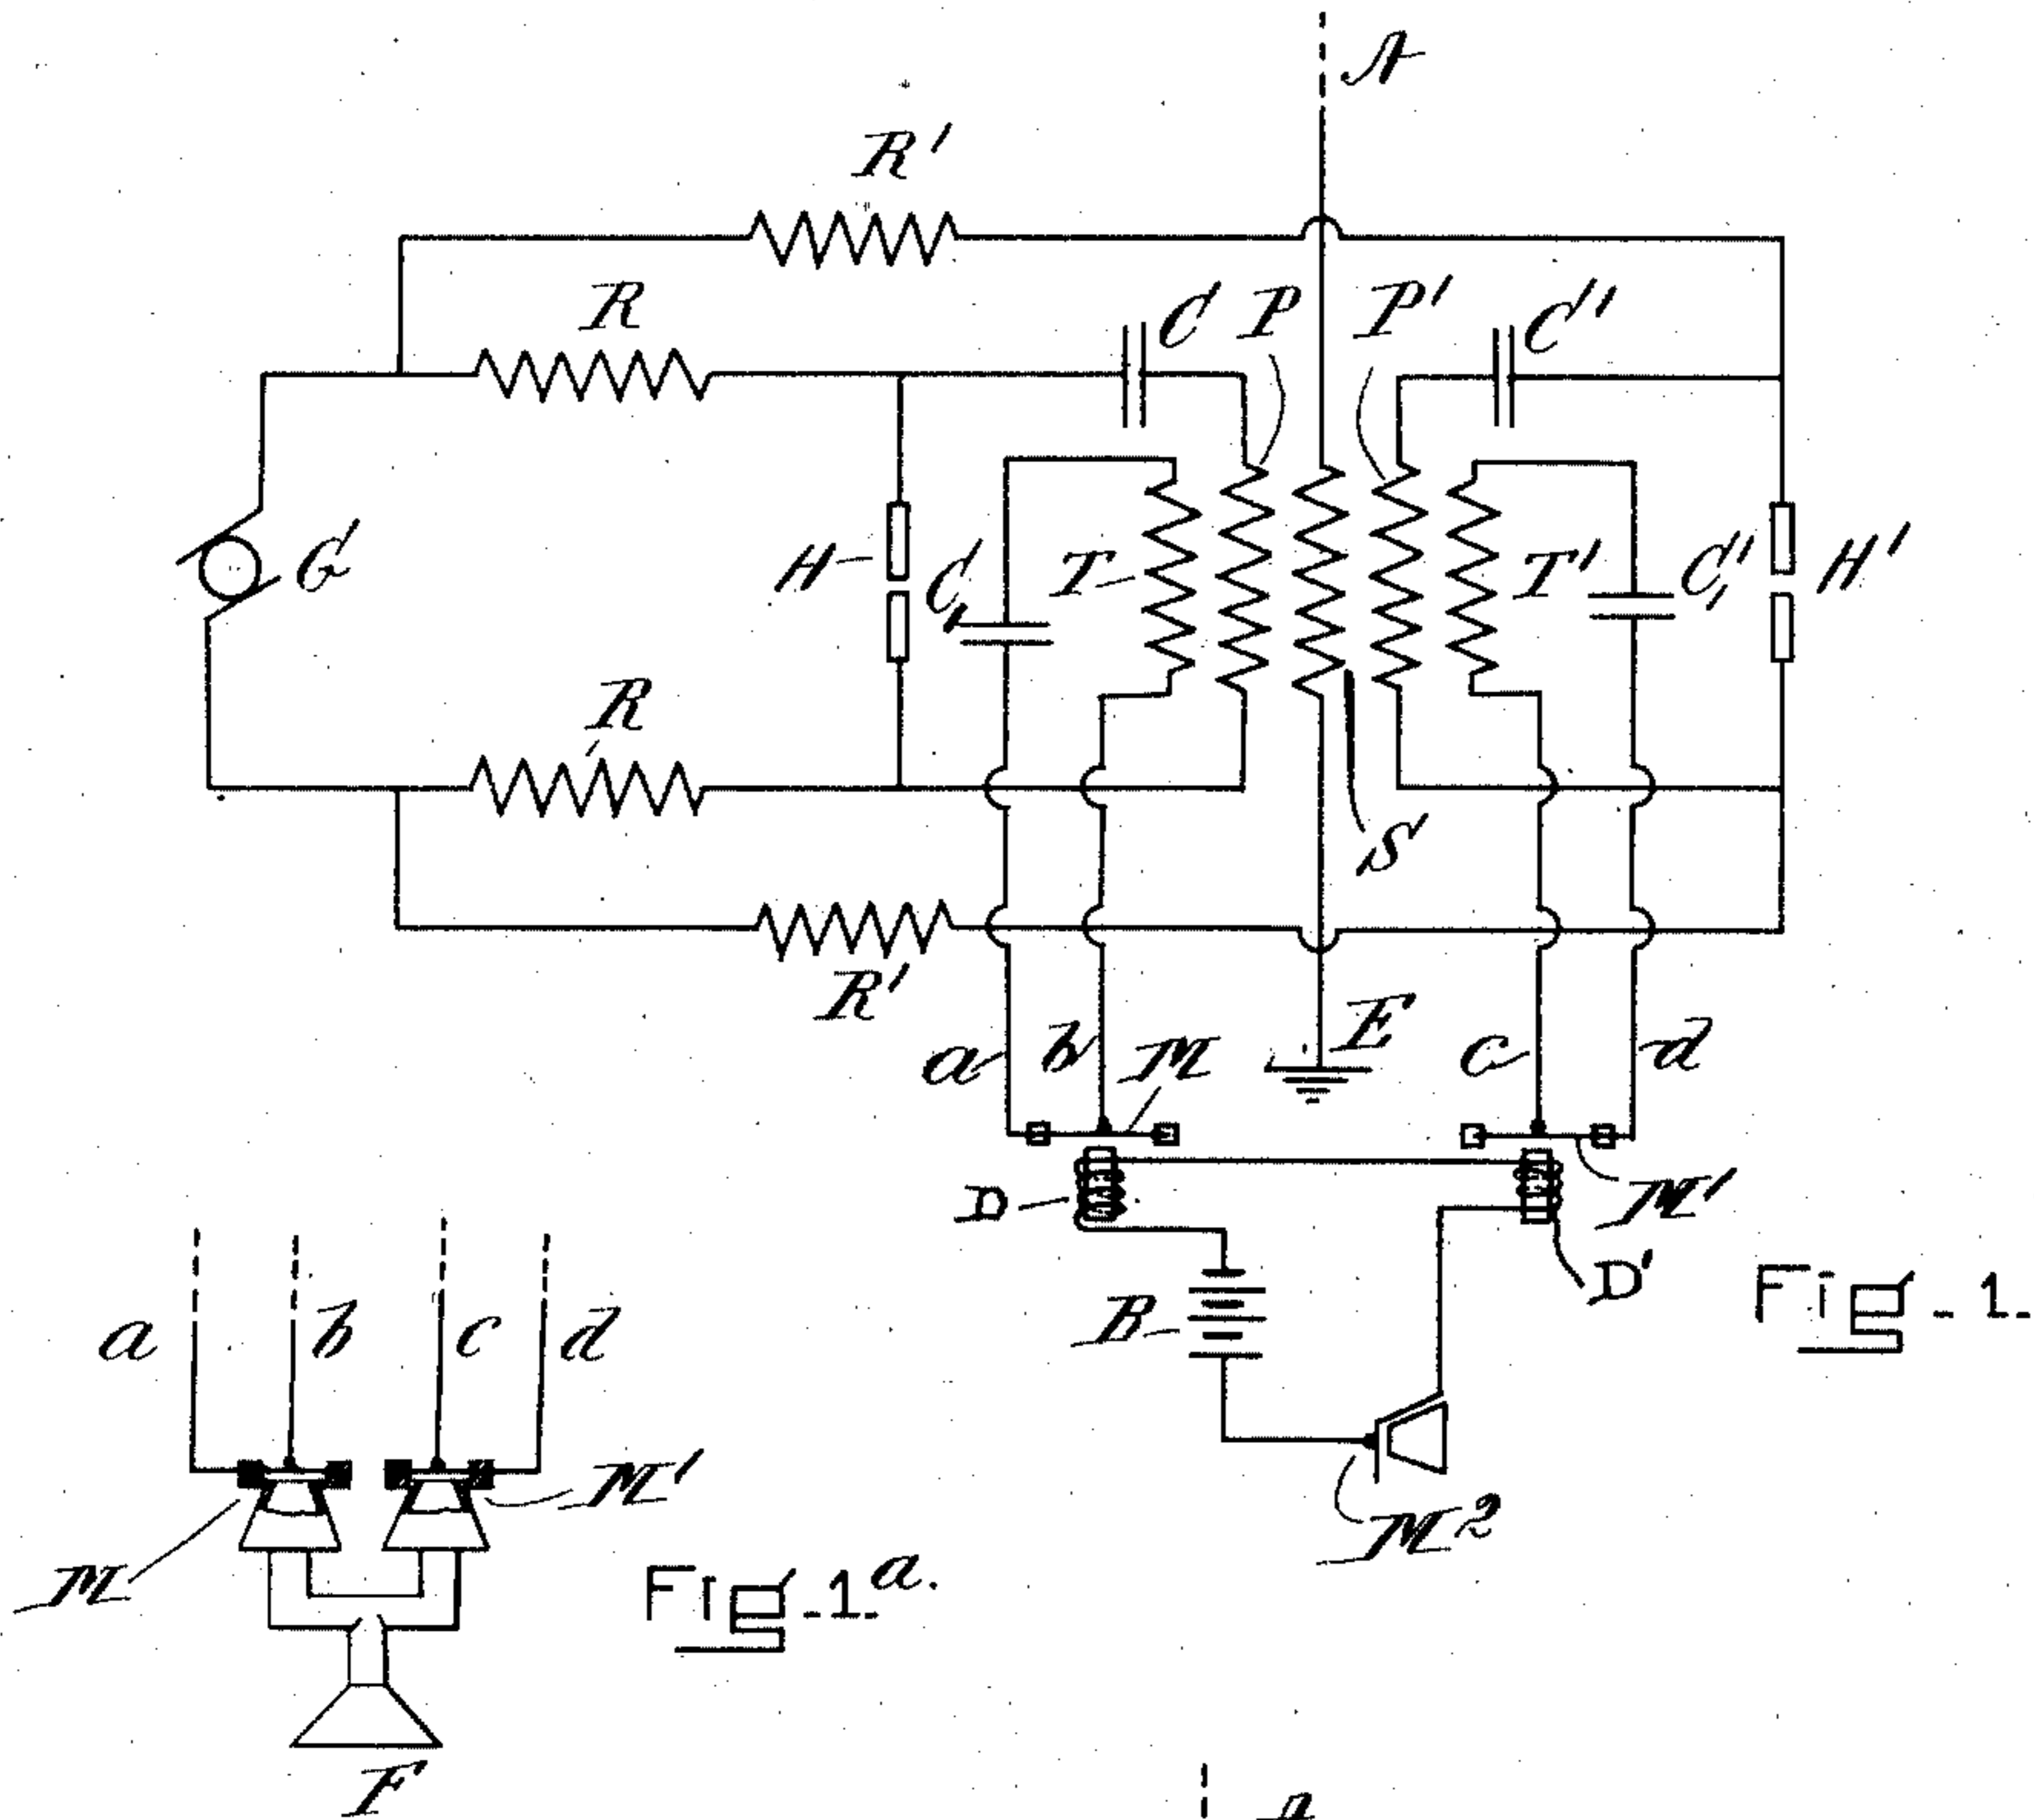 A
R'
R
C
P
P'
C''
G
H
C₁
T
T'
C₁''
H'
R
S
R'
E
a
b
M
c
d
D
M'
D'
B
Fig. 1.
M²
a
b
c
d
M'
M
Fig. 1a.
F